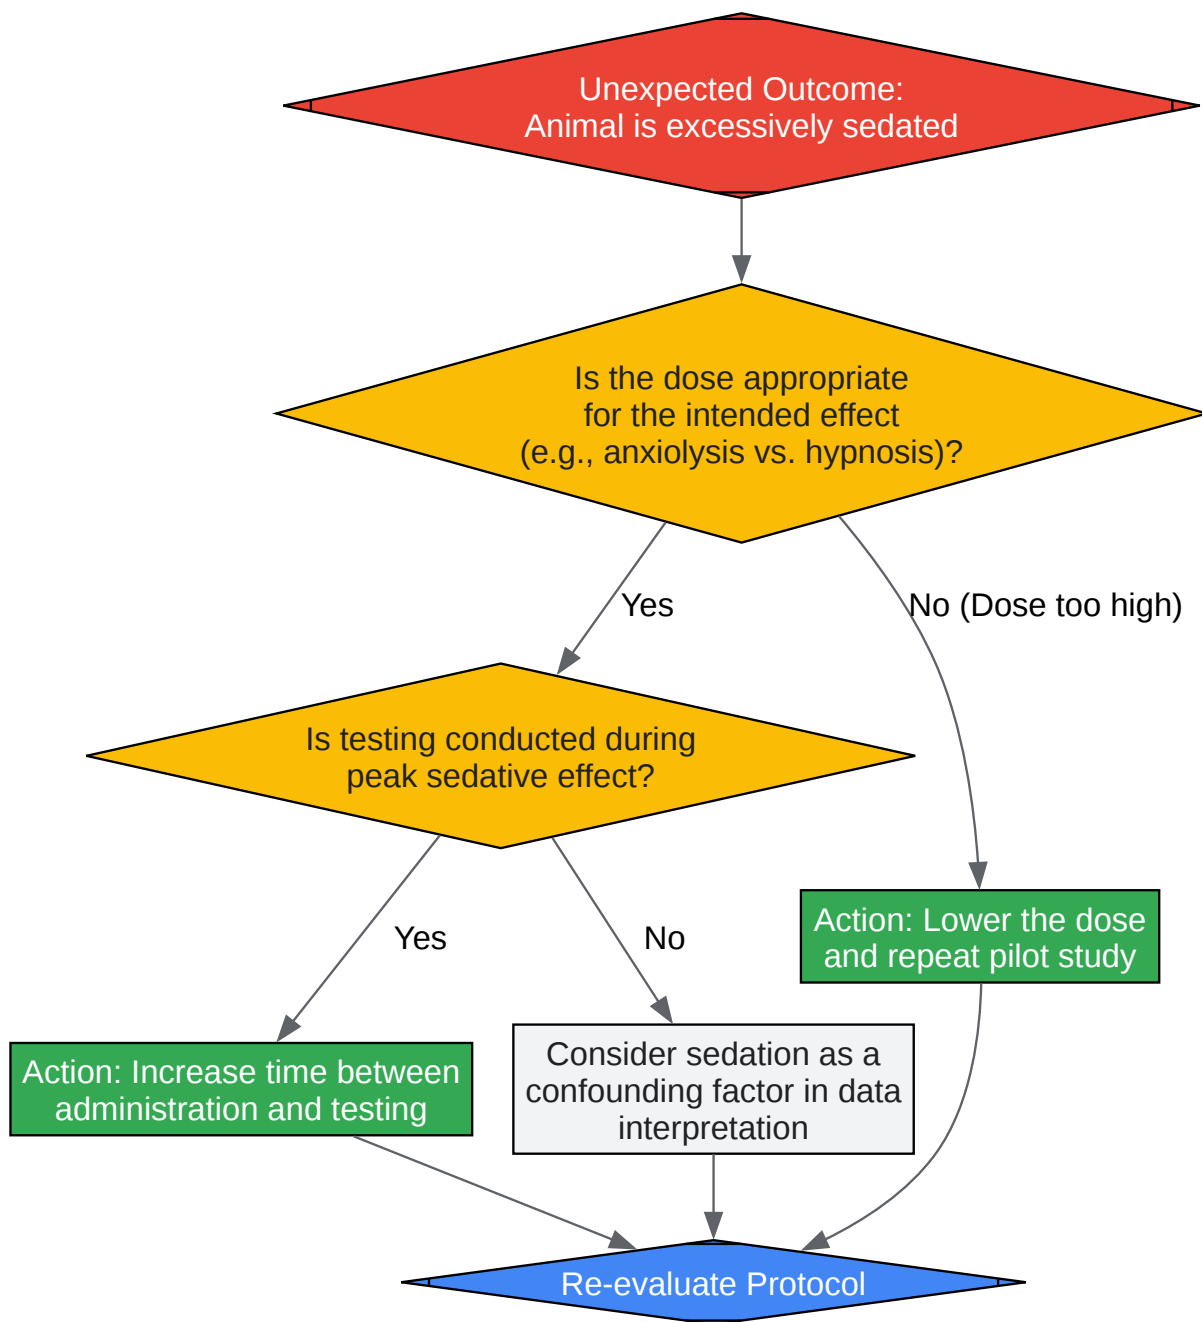 Unexpected Outcome:
Animal is excessively sedated
Is the dose appropriate
for the intended effect
(e.g., anxiolysis vs. hypnosis)?
Yes
No (Dose too high)
Is testing conducted during
peak sedative effect?
Yes
No
Action: Lower the dose
and repeat pilot study
Action: Increase time between
administration and testing
Consider sedation as a
confounding factor in data
interpretation
Re-evaluate Protocol